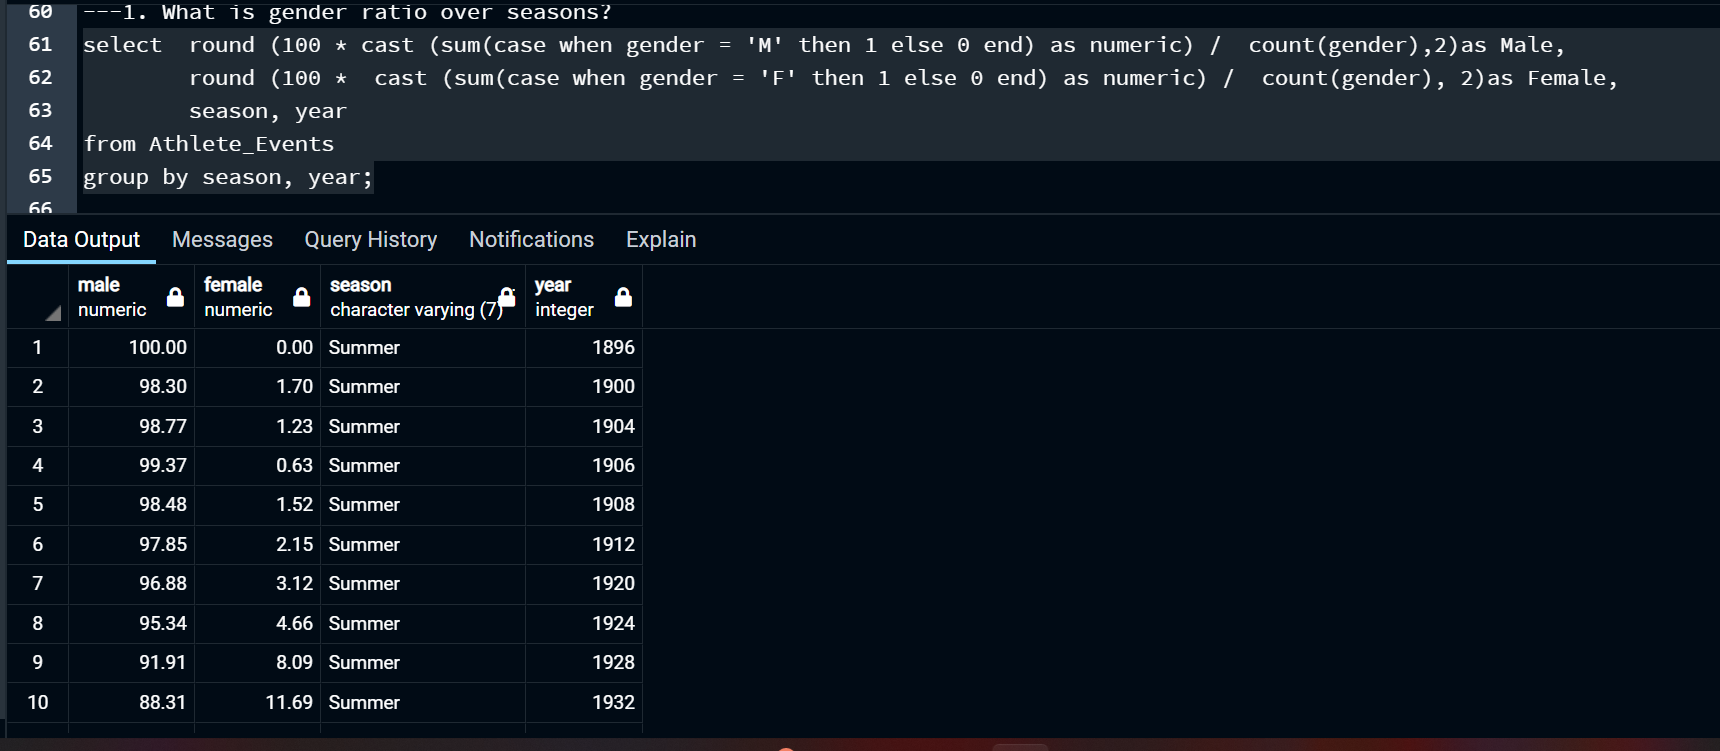 60 ---1. What is gender ratio over seasons?
61 select  round (100 * cast (sum(case when gender = 'M' then 1 else 0 end) as numeric) /  count(gender),2)as Male,
62         round (100 *  cast (sum(case when gender = 'F' then 1 else 0 end) as numeric) /  count(gender), 2)as Female,
63         season, year
64 from Athlete_Events
65 group by season, year;
66
Data Output Messages Query History Notifications Explain
male female season year
numeric numeric character varying (7) integer
1 100.00 0.00 Summer 1896
2 98.30 1.70 Summer 1900
3 98.77 1.23 Summer 1904
4 99.37 0.63 Summer 1906
5 98.48 1.52 Summer 1908
6 97.85 2.15 Summer 1912
7 96.88 3.12 Summer 1920
8 95.34 4.66 Summer 1924
9 91.91 8.09 Summer 1928
10 88.31 11.69 Summer 1932